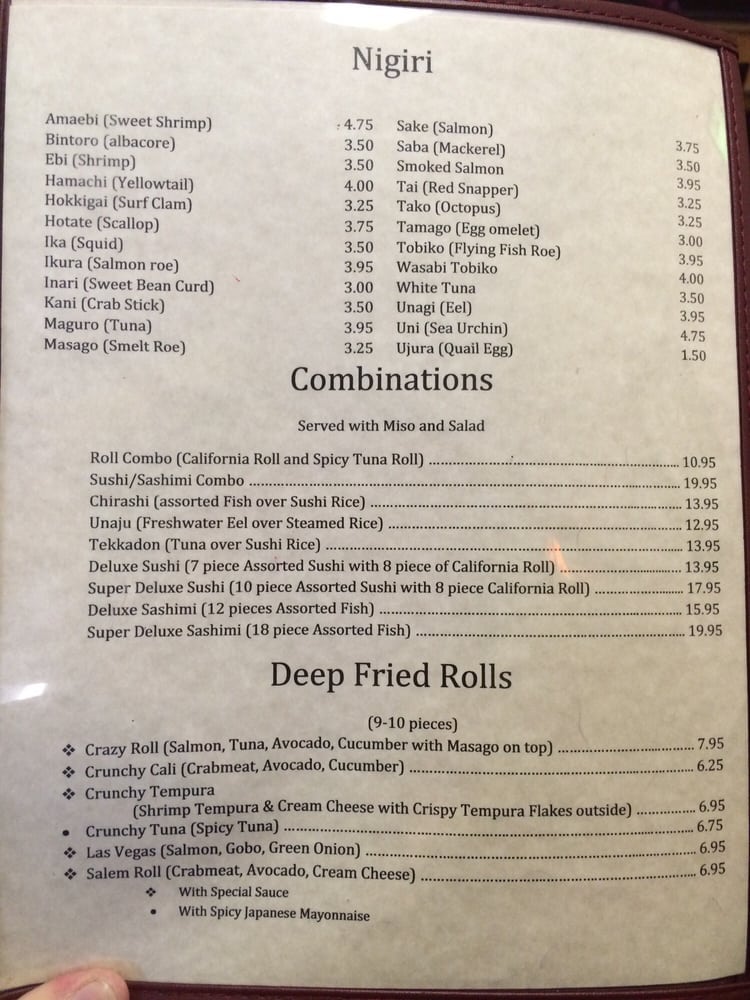 Nigiri
Amaebi (Sweet Shrimp) 4.75
Bintoro (albacore) 3.50
Ebi (Shrimp) 3.50
Hamachi (Yellowtail) 4.00
Hokkigai (Surf Clam) 3.25
Hotate (Scallop) 3.75
Ika (Squid) 3.50
Ikura (Salmon roe) 3.95
Inari (Sweet Bean Curd) 3.00
Kani (Crab Stick) 3.50
Maguro (Tuna) 3.95
Masago (Smelt Roe) 3.25
Sake (Salmon) 3.75
Saba (Mackerel) 3.50
Smoked Salmon 3.95
Tai (Red Snapper) 3.25
Tako (Octopus) 3.25
Tamago (Egg omelet) 3.00
Tobiko (Flying Fish Roe) 3.95
Wasabi Tobiko 4.00
White Tuna 3.50
Unagi (Eel) 3.95
Uni (Sea Urchin) 4.75
Ujura (Quail Egg) 1.50
Combinations
Served with Miso and Salad
Roll Combo (California Roll and Spicy Tuna Roll) ........ 10.95
Sushi/Sashimi Combo ........ 19.95
Chirashi (assorted Fish over Sushi Rice) ........ 13.95
Unaju (Freshwater Eel over Steamed Rice) ........ 12.95
Tekkadon (Tuna over Sushi Rice) ........ 13.95
Deluxe Sushi (7 piece Assorted Sushi with 8 piece of California Roll) ........ 13.95
Super Deluxe Sushi (10 piece Assorted Sushi with 8 piece California Roll) ........ 17.95
Deluxe Sashimi (12 pieces Assorted Fish) ........ 15.95
Super Deluxe Sashimi (18 piece Assorted Fish) ........ 19.95
Deep Fried Rolls
(9-10 pieces)
❖ Crazy Roll (Salmon, Tuna, Avocado, Cucumber with Masago on top) ........ 7.95
❖ Crunchy Cali (Crabmeat, Avocado, Cucumber) ........ 6.25
❖ Crunchy Tempura
(Shrimp Tempura & Cream Cheese with Crispy Tempura Flakes outside) ........ 6.95
• Crunchy Tuna (Spicy Tuna) ........ 6.75
❖ Las Vegas (Salmon, Gobo, Green Onion) ........ 6.95
❖ Salem Roll (Crabmeat, Avocado, Cream Cheese) ........ 6.95
❖ With Special Sauce
• With Spicy Japanese Mayonnaise